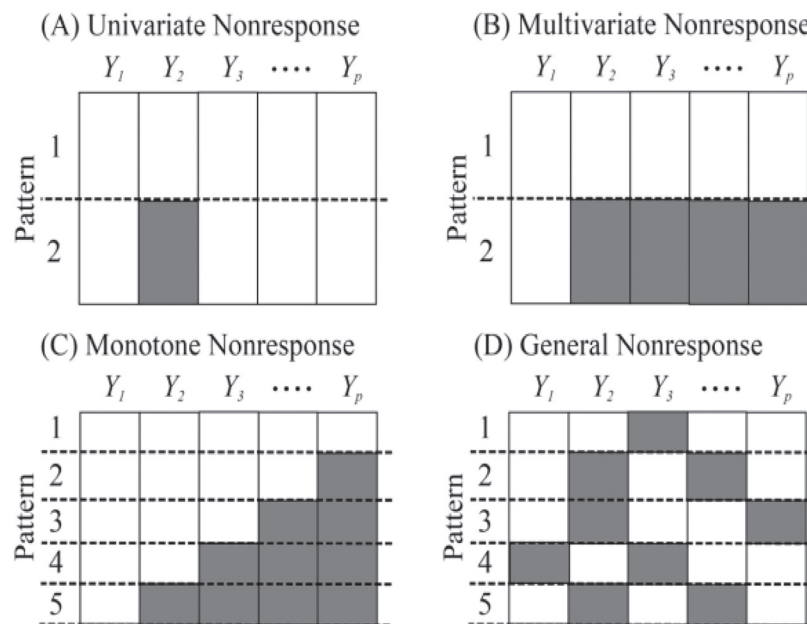 (A) Univariate Nonresponse
Y1 Y2 Y3 •••• Yp
Pattern
1
2
(B) Multivariate Nonresponse
Y1 Y2 Y3 •••• Yp
Pattern
1
2
(C) Monotone Nonresponse
Y1 Y2 Y3 •••• Yp
Pattern
1
2
3
4
5
(D) General Nonresponse
Y1 Y2 Y3 •••• Yp
Pattern
1
2
3
4
5